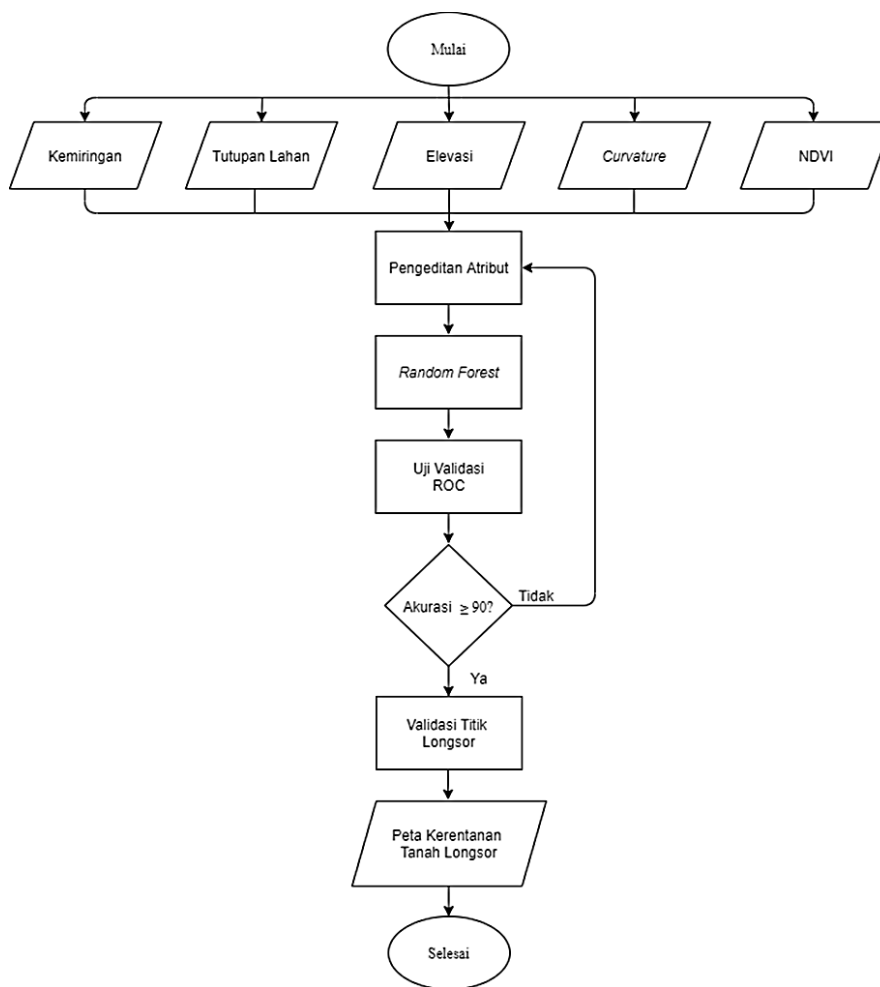 Mulai
Kemiringan
Tutupan Lahan
Elevasi
Curvature
NDVI
Pengeditan Atribut
Random Forest
Uji Validasi
ROC
Akurasi ≥ 90?
Tidak
Ya
Validasi Titik
Longsor
Peta Kerentanan
Tanah Longsor
Selesai